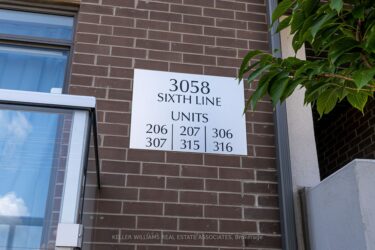 3058
SIXTH LINE
UNITS
206 | 207 | 306
307 | 315 | 316
KELLER WILLIAMS REAL ESTATE ASSOCIATES, Brokerage